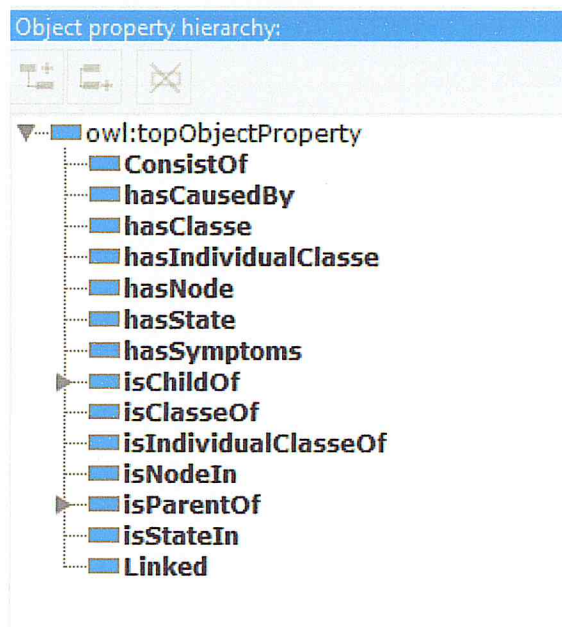 Object property hierarchy:
owl:topObjectProperty
ConsistOf
hasCausedBy
hasClasse
hasIndividualClasse
hasNode
hasState
hasSymptoms
isChildOf
isClasseOf
isIndividualClasseOf
isNodeIn
isParentOf
isStateIn
Linked